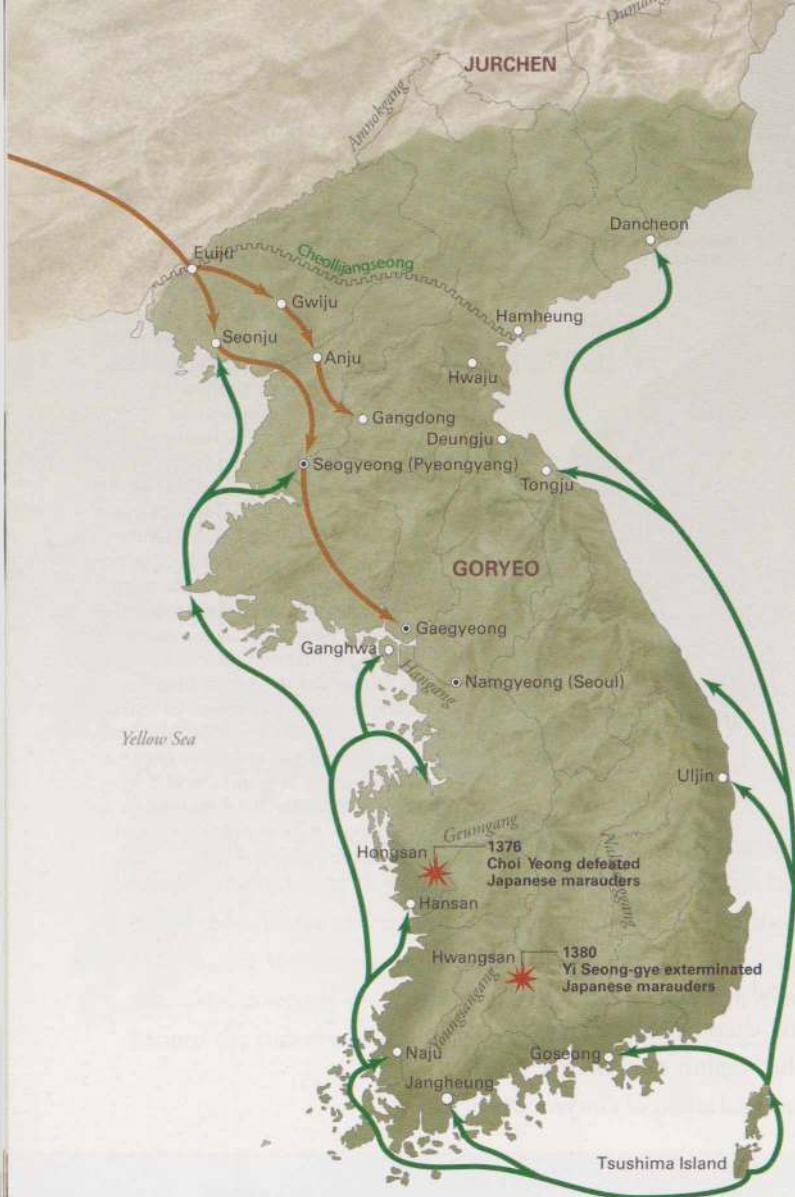 Dumang
JURCHEN
Amnokgang
Dancheon
Euiju
Cheollijangseong
Gwiju
Hamheung
Seonju
Anju
Hwaju
Gangdong
Deungju
Seogyeong (Pyeongyang)
Tongju
GORYEO
Gaegyeong
Ganghwa
Hangang
Namgyeong (Seoul)
Yellow Sea
Uljin
Geumgang
Hongsan
1376
Choi Yeong defeated
Japanese marauders
Hansan
Hwangsan
1380
Yi Seong-gye exterminated
Japanese marauders
Youngsangang
Naju
Goseong
Jangheung
Tsushima Island